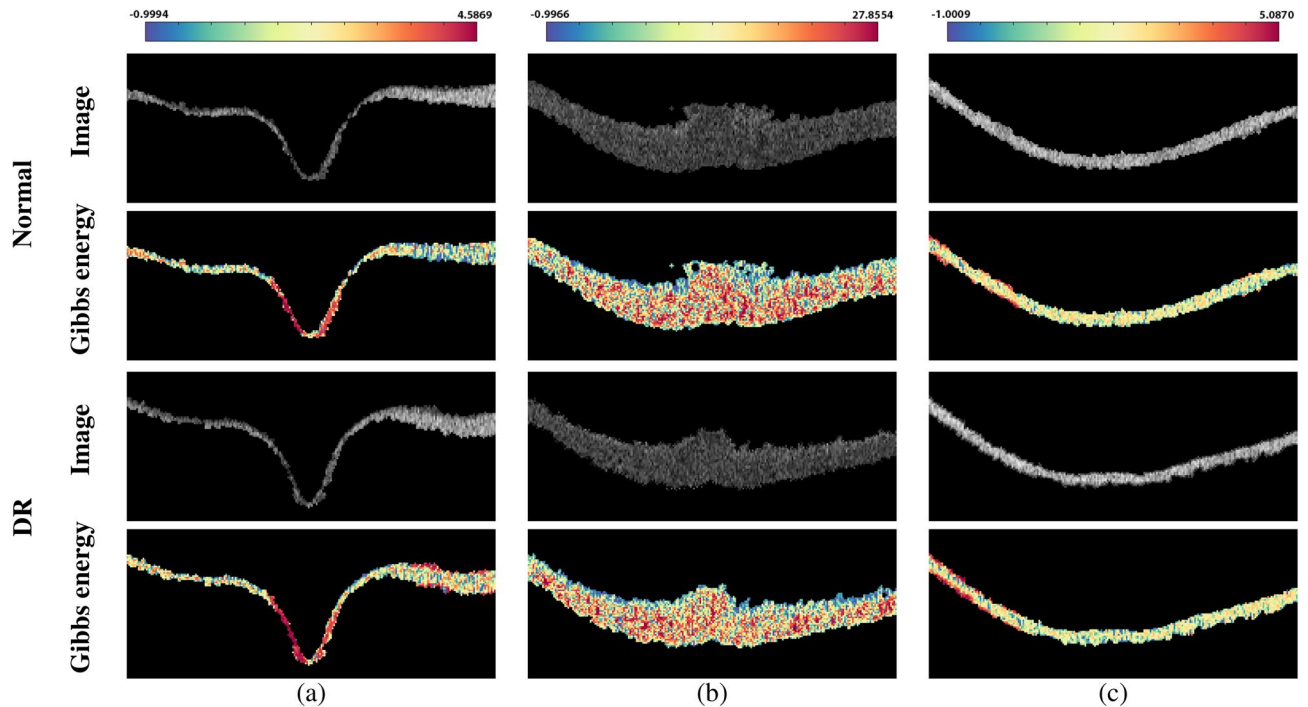 -0.9994 4.5869 -0.9966 27.8554 -1.0009 5.0870
Normal
Image
Gibbs energy
DR
Image
Gibbs energy
(a) (b) (c)